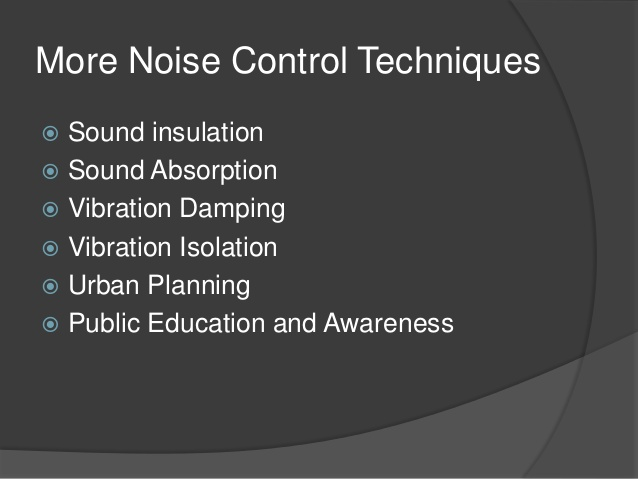 More Noise Control Techniques
Sound insulation
Sound Absorption
Vibration Damping
Vibration Isolation
Urban Planning
Public Education and Awareness